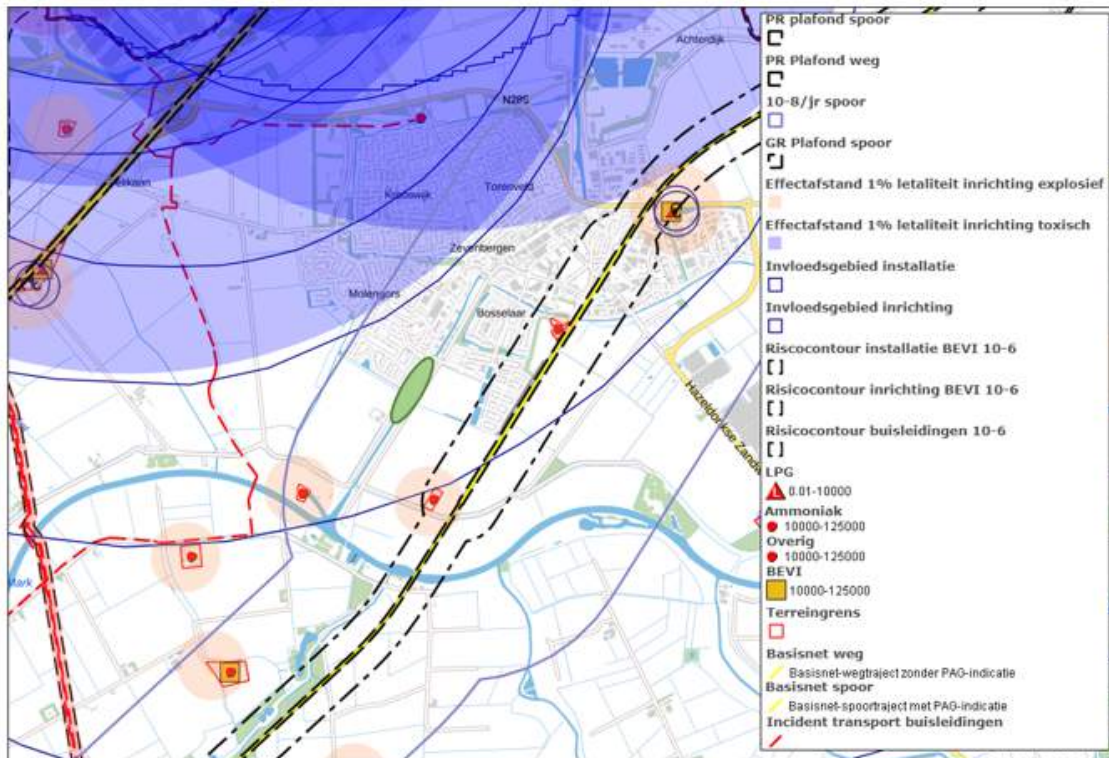 Achterdijk
N285
Krooswijk
Torenveld
Zevenbergen
Molengors
Bosselaar
Hazeldonkse Zandw
Mark
PR plafond spoor
PR Plafond weg
10-8/jr spoor
GR Plafond spoor
Effectafstand 1% letaliteit inrichting explosief
Effectafstand 1% letaliteit inrichting toxisch
Invloedsgebied installatie
Invloedsgebied inrichting
Riscocontour installatie BEVI 10-6
Risicocontour inrichting BEVI 10-6
Risicocontour buisleidingen 10-6
LPG
L 0.01-10000
Ammoniak
10000-125000
Overig
10000-125000
BEVI
10000-125000
Terreingrens
Basisnet weg
Basisnet-wegtraject zonder PAG-indicatie
Basisnet spoor
Basisnet-spoortraject met PAG-indicatie
Incident transport buisleidingen